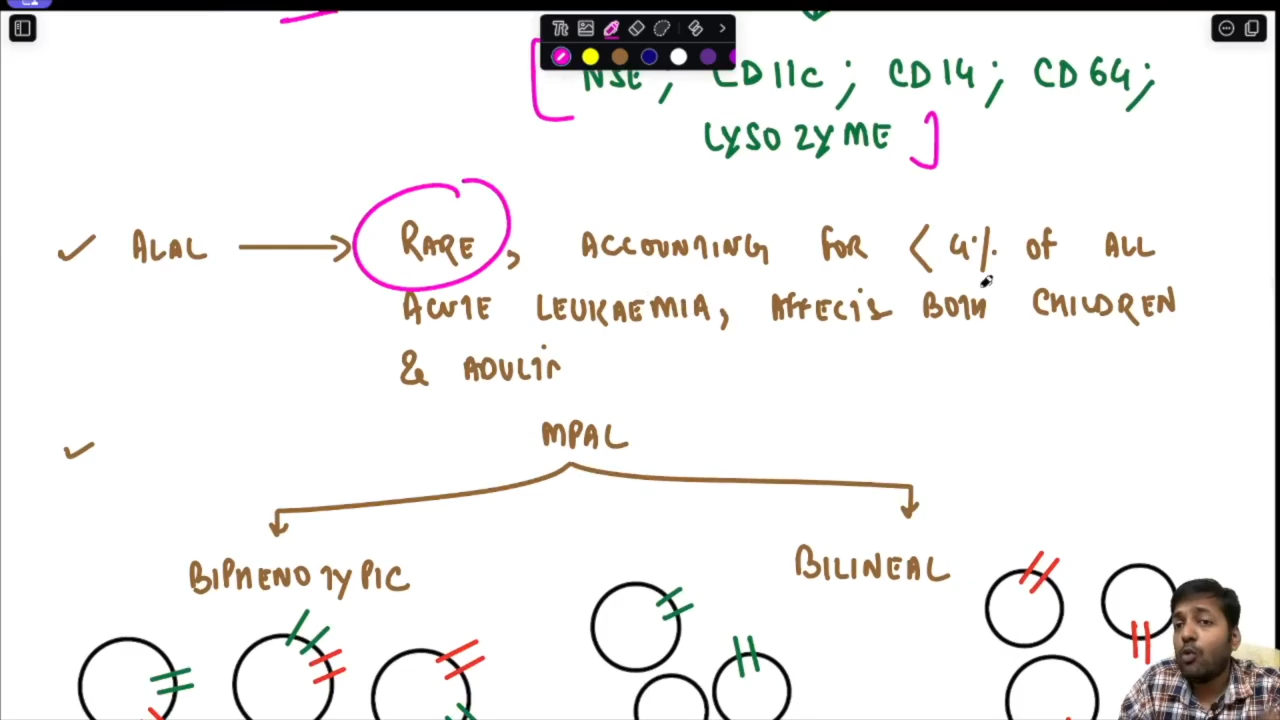 NSE; CD11c; CD14; CD64;
LYSOZYME
ALAL → RARE, ACCOUNTING FOR < 4% OF ALL
ACUTE LEUKAEMIA, AFFECTS BOTH CHILDREN
& ADULTS
MPAL
BIPHENOTYPIC
BILINEAL